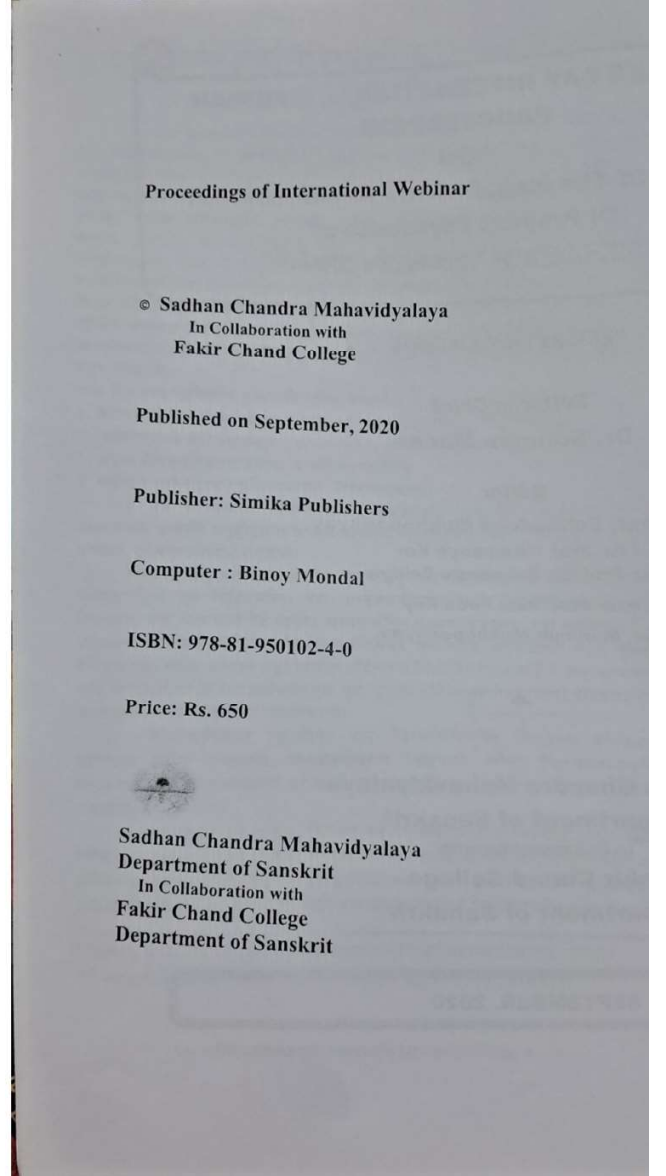 Proceedings of International Webinar
© Sadhan Chandra Mahavidyalaya
In Collaboration with
Fakir Chand College
Published on September, 2020
Publisher: Simika Publishers
Computer : Binoy Mondal
ISBN: 978-81-950102-4-0
Price: Rs. 650
Sadhan Chandra Mahavidyalaya
Department of Sanskrit
In Collaboration with
Fakir Chand College
Department of Sanskrit